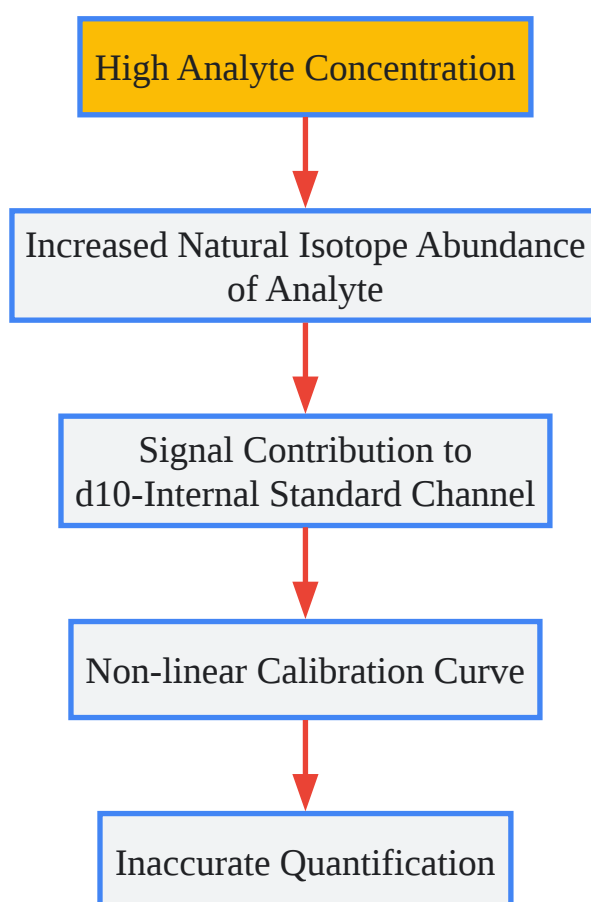 High Analyte Concentration
Increased Natural Isotope Abundance
of Analyte
Signal Contribution to
d10-Internal Standard Channel
Non-linear Calibration Curve
Inaccurate Quantification